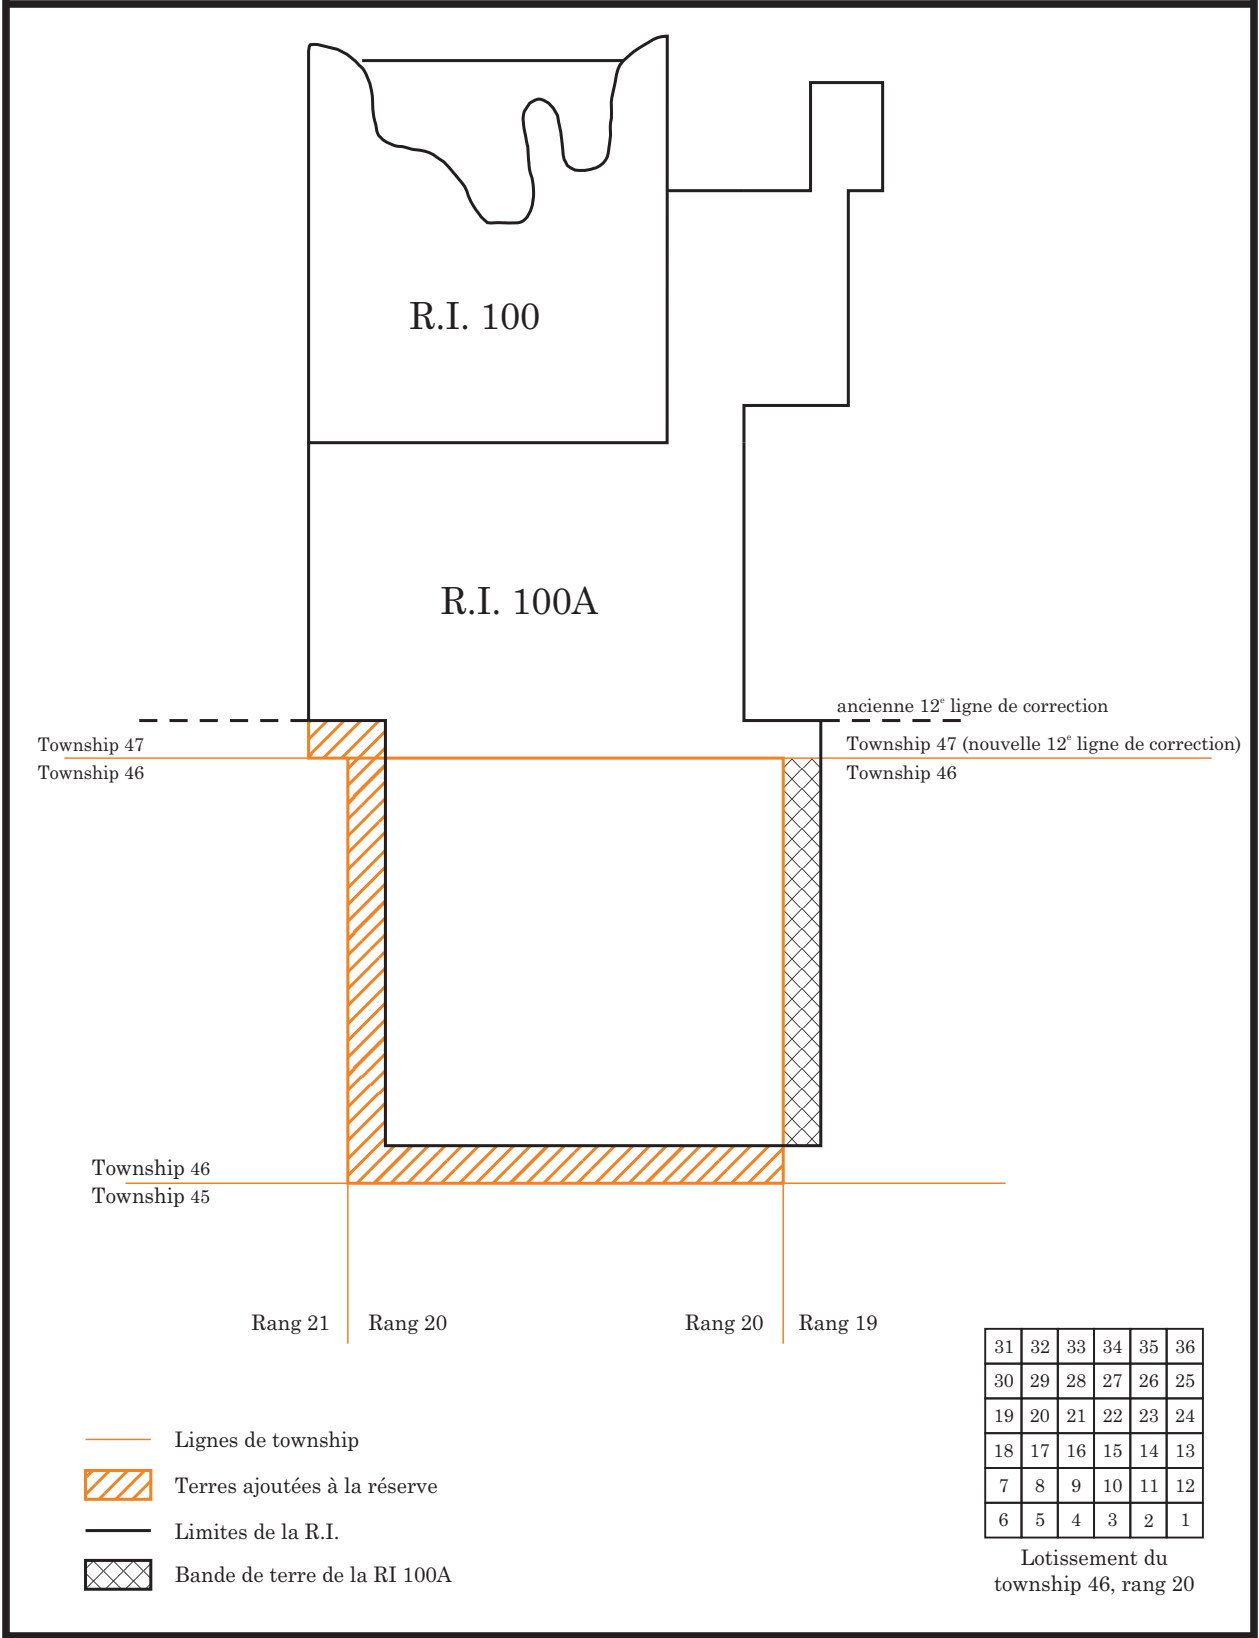 R.I. 100
R.I. 100A
ancienne 12e ligne de correction
Township 47
Township 47 (nouvelle 12e ligne de correction)
Township 46
Township 46
Township 46
Township 45
Rang 21
Rang 20
Rang 20
Rang 19
31 32 33 34 35 36
30 29 28 27 26 25
19 20 21 22 23 24
18 17 16 15 14 13
7 8 9 10 11 12
6 5 4 3 2 1
Lotissement du
township 46, rang 20
Lignes de township
Terres ajoutées à la réserve
Limites de la R.I.
Bande de terre de la RI 100A